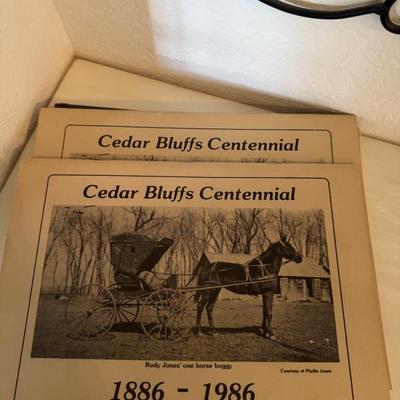 Cedar Bluffs Centennial
Cedar Bluffs Centennial
Rudy Jones' one horse buggy
Courtesy of Phyllis Jones
1886 - 1986